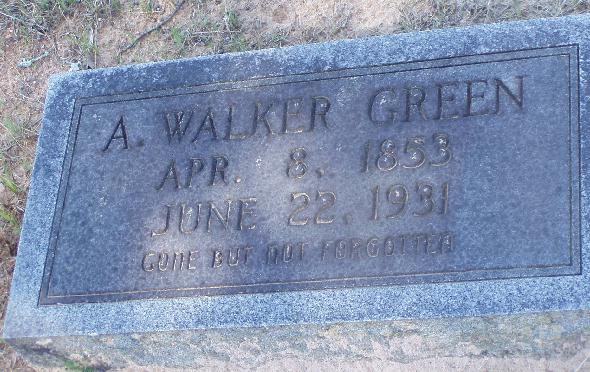 A. WALKER GREEN
APR. 8, 1853
JUNE 22, 1931
GONE BUT NOT FORGOTTEN